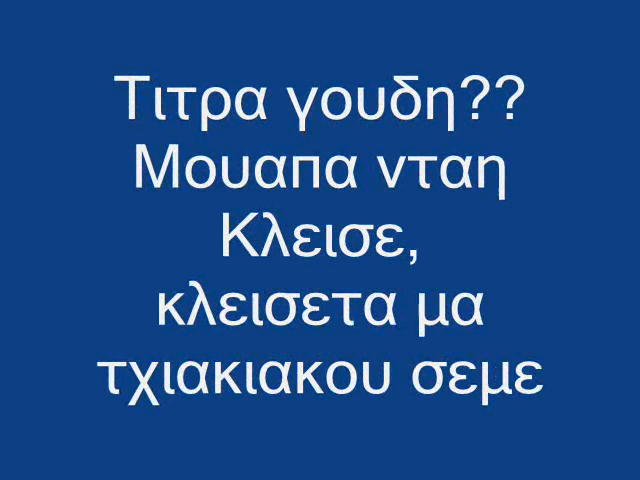 Τιτρα γουδη??
Μουαπα νταη
Κλεισε,
κλεισετα μα
τχιακιακου σεμε